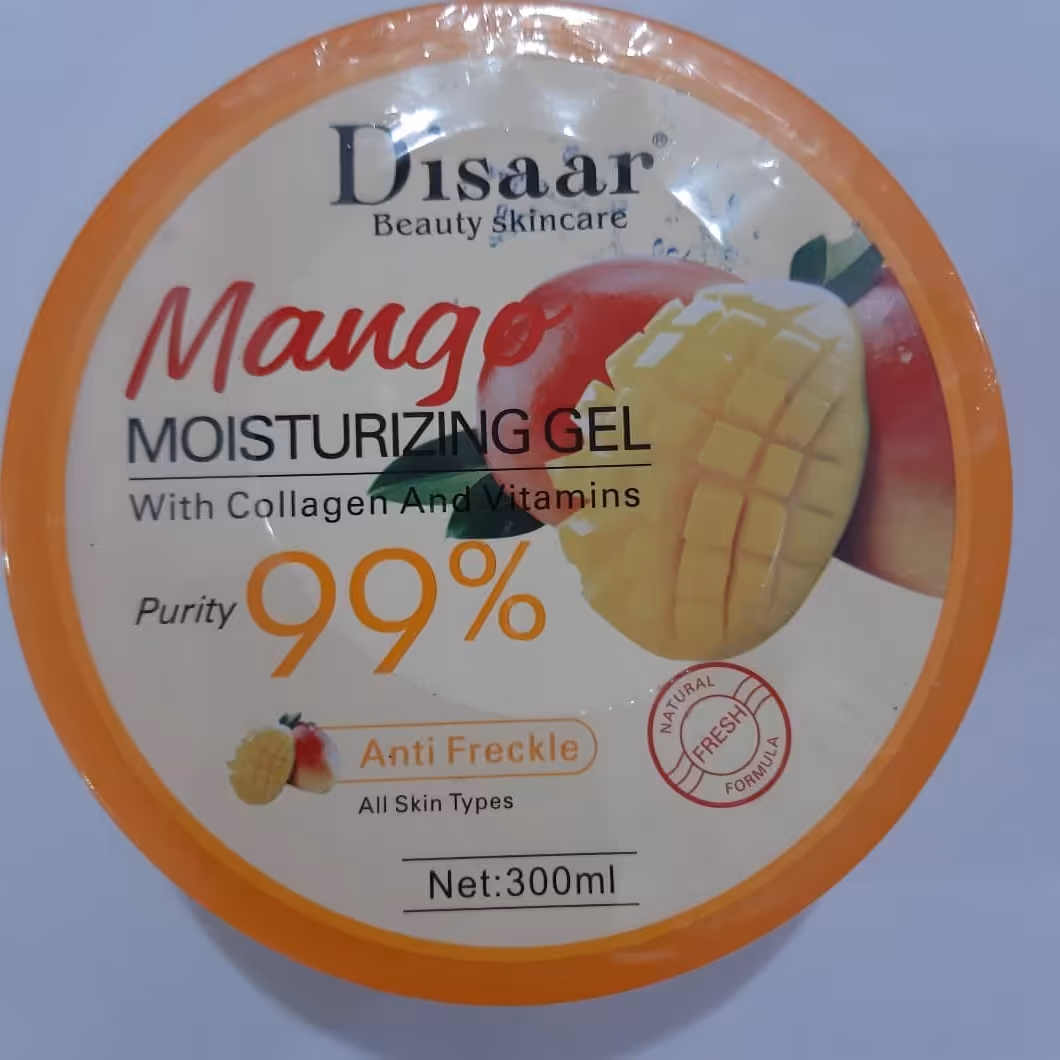 Disaar®
Beauty skincare
Mango
MOISTURIZING GEL
With Collagen And Vitamins
Purity 99%
Anti Freckle
All Skin Types
NATURAL
FRESH
FORMULA
Net:300ml